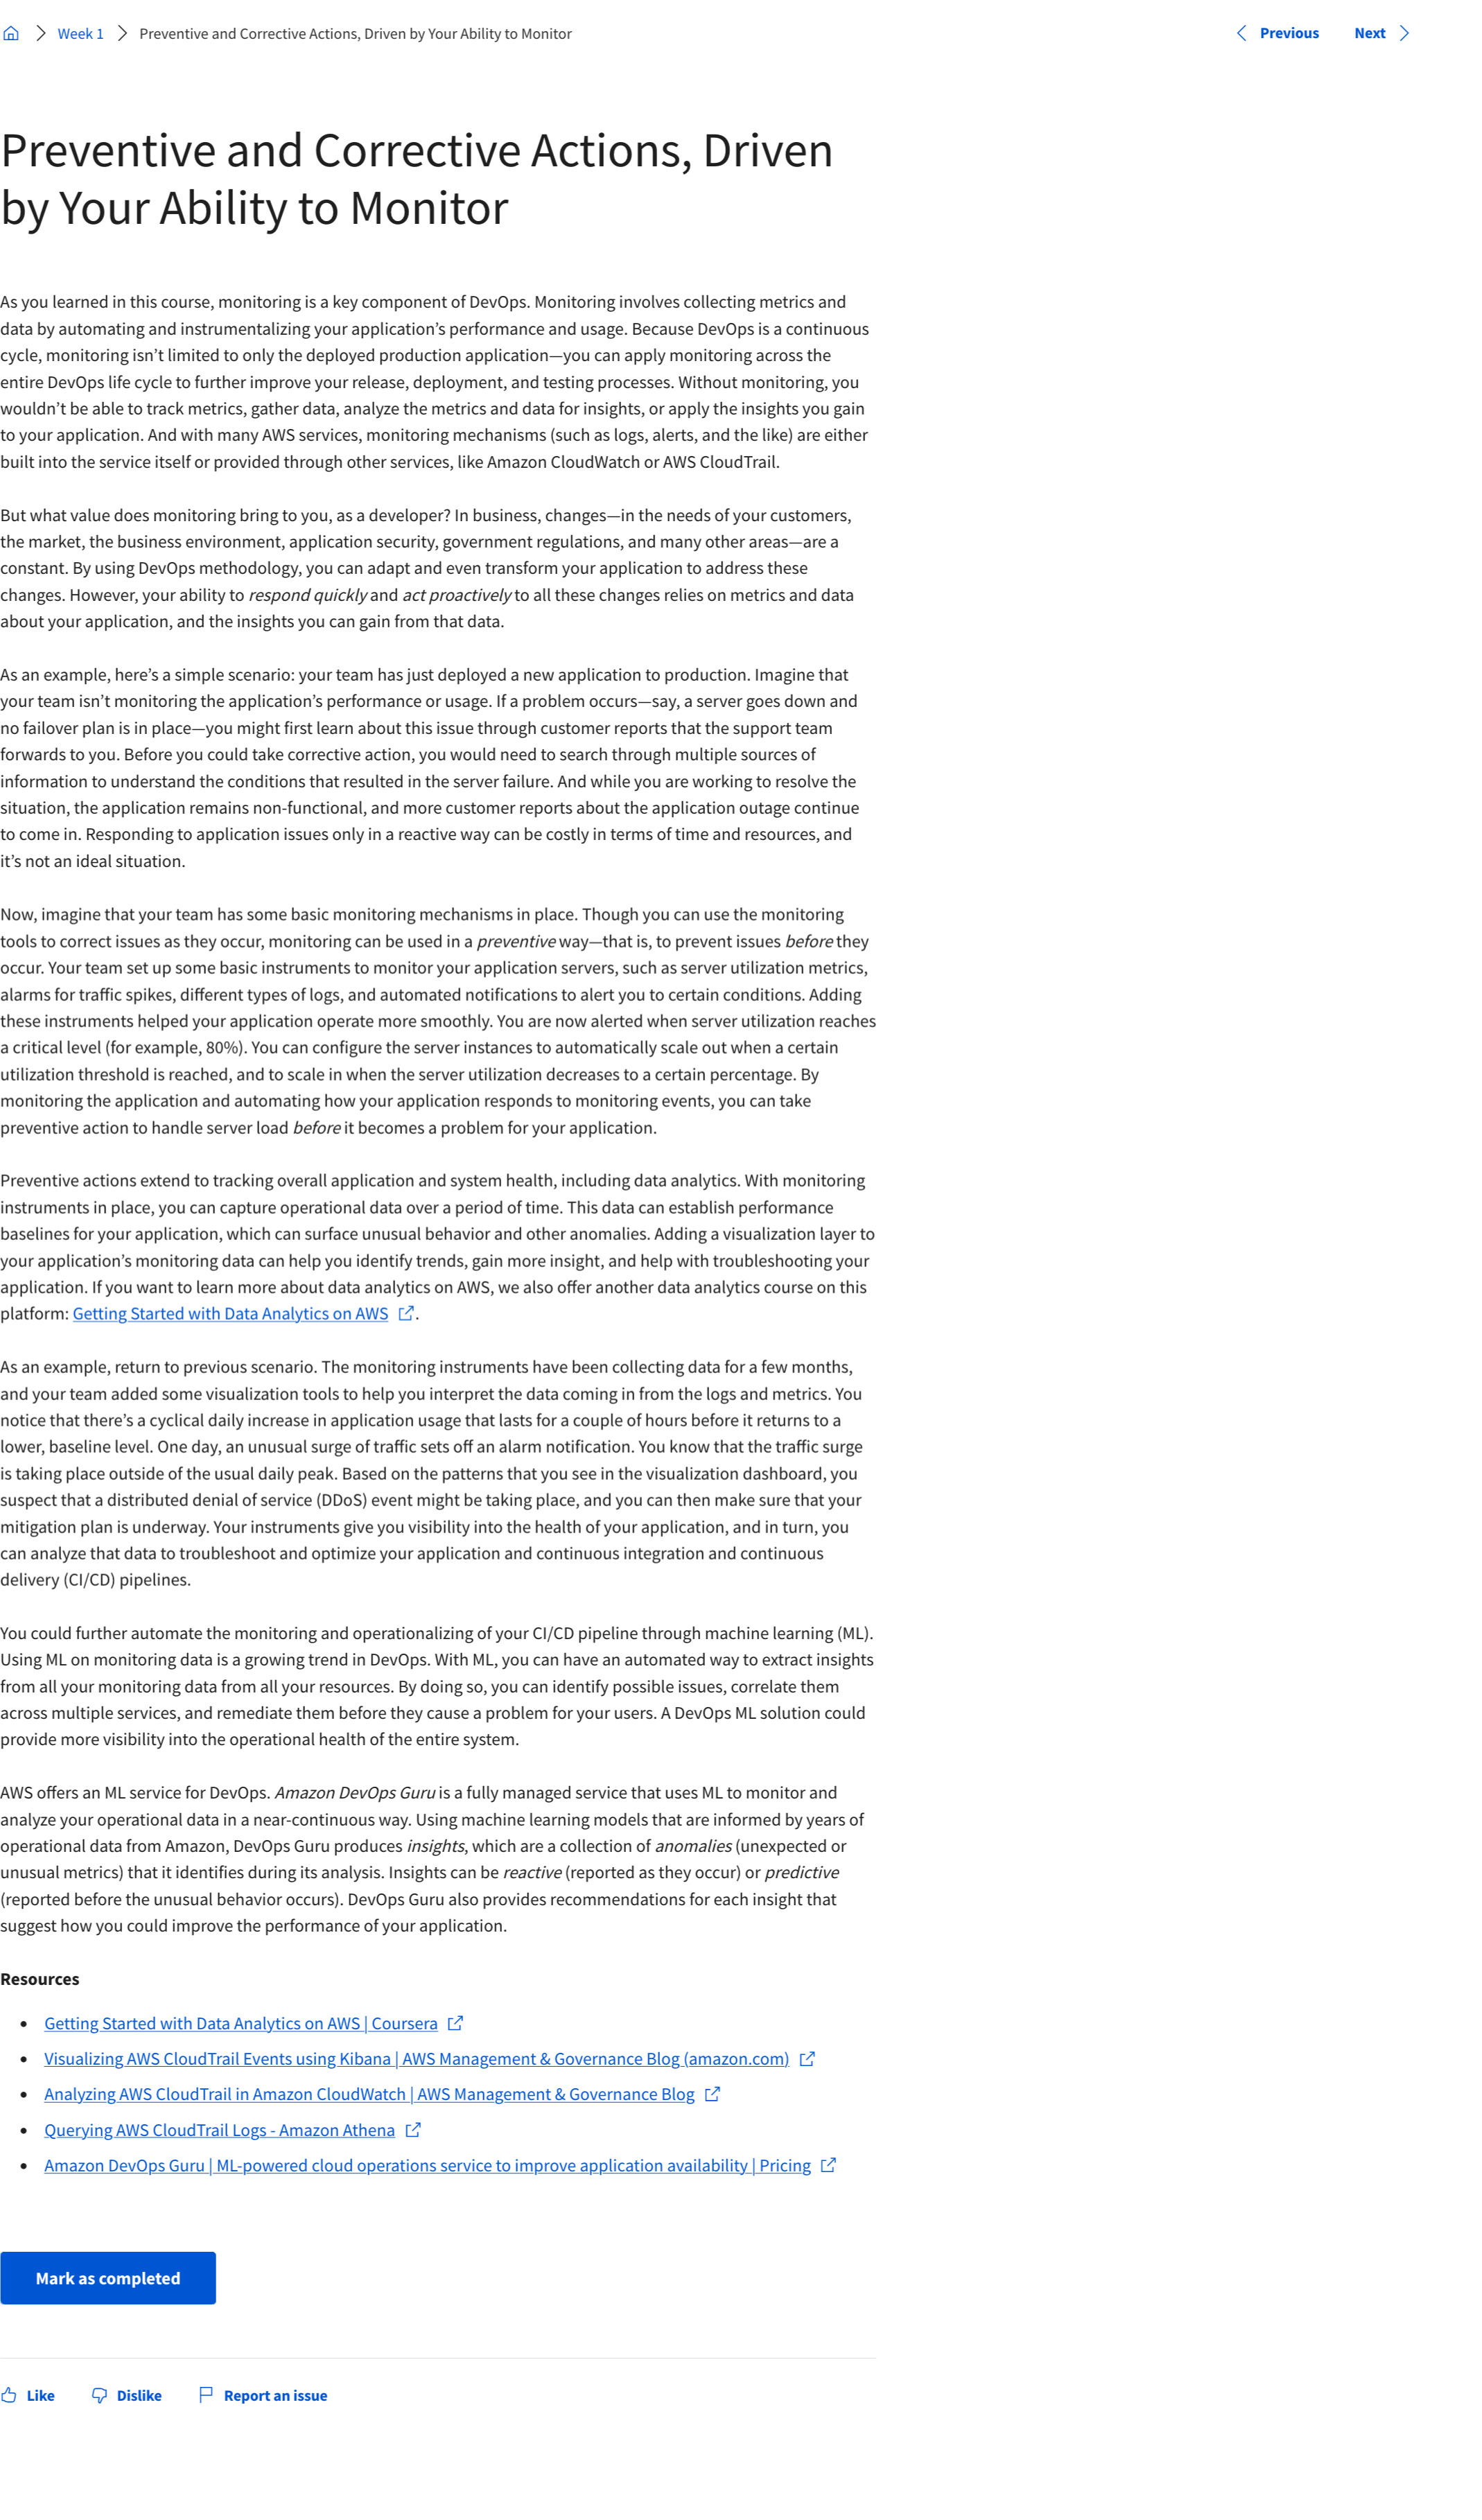 Week 1 Preventive and Corrective Actions, Driven by Your Ability to Monitor Previous Next
Preventive and Corrective Actions, Driven
by Your Ability to Monitor
As you learned in this course, monitoring is a key component of DevOps. Monitoring involves collecting metrics and
data by automating and instrumentalizing your application’s performance and usage. Because DevOps is a continuous
cycle, monitoring isn’t limited to only the deployed production application—you can apply monitoring across the
entire DevOps life cycle to further improve your release, deployment, and testing processes. Without monitoring, you
wouldn’t be able to track metrics, gather data, analyze the metrics and data for insights, or apply the insights you gain
to your application. And with many AWS services, monitoring mechanisms (such as logs, alerts, and the like) are either
built into the service itself or provided through other services, like Amazon CloudWatch or AWS CloudTrail.
But what value does monitoring bring to you, as a developer? In business, changes—in the needs of your customers,
the market, the business environment, application security, government regulations, and many other areas—are a
constant. By using DevOps methodology, you can adapt and even transform your application to address these
changes. However, your ability to respond quickly and act proactively to all these changes relies on metrics and data
about your application, and the insights you can gain from that data.
As an example, here’s a simple scenario: your team has just deployed a new application to production. Imagine that
your team isn’t monitoring the application’s performance or usage. If a problem occurs—say, a server goes down and
no failover plan is in place—you might first learn about this issue through customer reports that the support team
forwards to you. Before you could take corrective action, you would need to search through multiple sources of
information to understand the conditions that resulted in the server failure. And while you are working to resolve the
situation, the application remains non-functional, and more customer reports about the application outage continue
to come in. Responding to application issues only in a reactive way can be costly in terms of time and resources, and
it’s not an ideal situation.
Now, imagine that your team has some basic monitoring mechanisms in place. Though you can use the monitoring
tools to correct issues as they occur, monitoring can be used in a preventive way—that is, to prevent issues before they
occur. Your team set up some basic instruments to monitor your application servers, such as server utilization metrics,
alarms for traffic spikes, different types of logs, and automated notifications to alert you to certain conditions. Adding
these instruments helped your application operate more smoothly. You are now alerted when server utilization reaches
a critical level (for example, 80%). You can configure the server instances to automatically scale out when a certain
utilization threshold is reached, and to scale in when the server utilization decreases to a certain percentage. By
monitoring the application and automating how your application responds to monitoring events, you can take
preventive action to handle server load before it becomes a problem for your application.
Preventive actions extend to tracking overall application and system health, including data analytics. With monitoring
instruments in place, you can capture operational data over a period of time. This data can establish performance
baselines for your application, which can surface unusual behavior and other anomalies. Adding a visualization layer to
your application’s monitoring data can help you identify trends, gain more insight, and help with troubleshooting your
application. If you want to learn more about data analytics on AWS, we also offer another data analytics course on this
platform: Getting Started with Data Analytics on AWS .
As an example, return to previous scenario. The monitoring instruments have been collecting data for a few months,
and your team added some visualization tools to help you interpret the data coming in from the logs and metrics. You
notice that there’s a cyclical daily increase in application usage that lasts for a couple of hours before it returns to a
lower, baseline level. One day, an unusual surge of traffic sets off an alarm notification. You know that the traffic surge
is taking place outside of the usual daily peak. Based on the patterns that you see in the visualization dashboard, you
suspect that a distributed denial of service (DDoS) event might be taking place, and you can then make sure that your
mitigation plan is underway. Your instruments give you visibility into the health of your application, and in turn, you
can analyze that data to troubleshoot and optimize your application and continuous integration and continuous
delivery (CI/CD) pipelines.
You could further automate the monitoring and operationalizing of your CI/CD pipeline through machine learning (ML).
Using ML on monitoring data is a growing trend in DevOps. With ML, you can have an automated way to extract insights
from all your monitoring data from all your resources. By doing so, you can identify possible issues, correlate them
across multiple services, and remediate them before they cause a problem for your users. A DevOps ML solution could
provide more visibility into the operational health of the entire system.
AWS offers an ML service for DevOps. Amazon DevOps Guru is a fully managed service that uses ML to monitor and
analyze your operational data in a near-continuous way. Using machine learning models that are informed by years of
operational data from Amazon, DevOps Guru produces insights, which are a collection of anomalies (unexpected or
unusual metrics) that it identifies during its analysis. Insights can be reactive (reported as they occur) or predictive
(reported before the unusual behavior occurs). DevOps Guru also provides recommendations for each insight that
suggest how you could improve the performance of your application.
Resources
Getting Started with Data Analytics on AWS | Coursera
Visualizing AWS CloudTrail Events using Kibana | AWS Management & Governance Blog (amazon.com)
Analyzing AWS CloudTrail in Amazon CloudWatch | AWS Management & Governance Blog
Querying AWS CloudTrail Logs - Amazon Athena
Amazon DevOps Guru | ML-powered cloud operations service to improve application availability | Pricing
Mark as completed
Like Dislike Report an issue